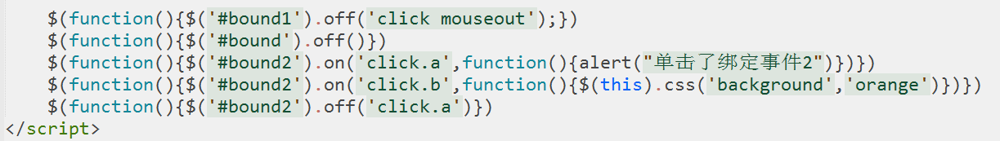 $(function(){$('#bound1').off('click mouseout');})
$(function(){$('#bound').off()})
$(function(){$('#bound2').on('click.a',function(){alert("单击了绑定事件2")})})
$(function(){$('#bound2').on('click.b',function(){$(this).css('background','orange')})})
$(function(){$('#bound2').off('click.a')})
</script>